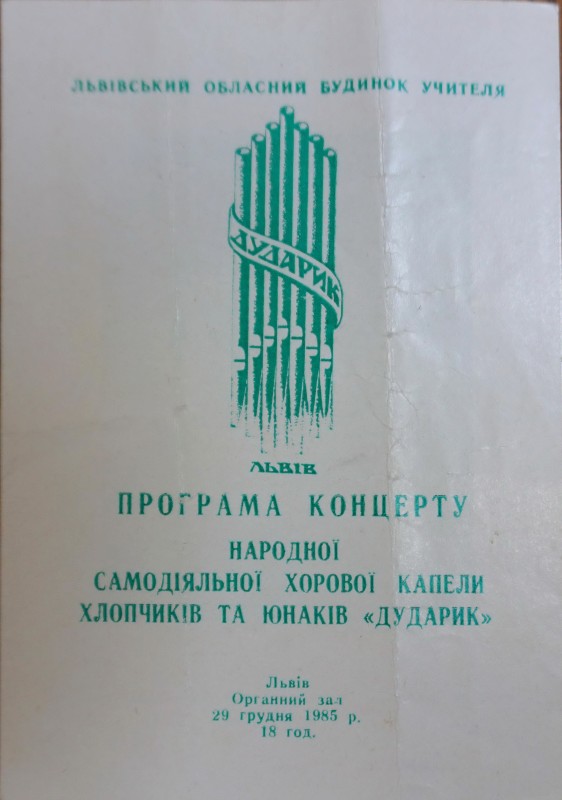 ЛЬВІВСЬКИЙ ОБЛАСНИЙ БУДИНОК УЧИТЕЛЯ
ДУДАРИК
ЛЬВІВ
ПРОГРАМА КОНЦЕРТУ
НАРОДНОЇ
САМОДІЯЛЬНОЇ ХОРОВОЇ КАПЕЛИ
ХЛОПЧИКІВ ТА ЮНАКІВ «ДУДАРИК»
Львів
Органний зал
29 грудня 1985 р.
18 год.